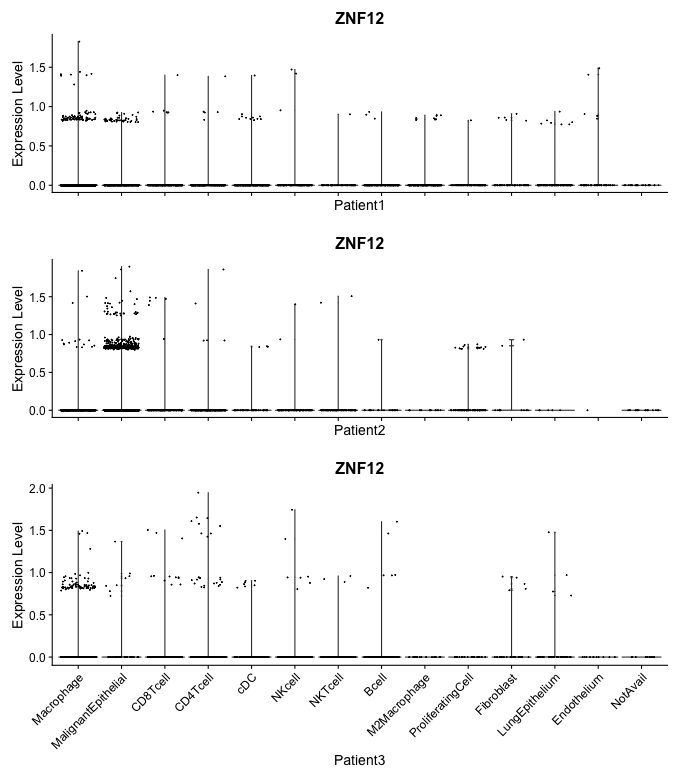 ZNF12
Expression Level
1.5
1.0
0.5
0.0
Patient1
ZNF12
Expression Level
1.5
1.0
0.5
0.0
Patient2
ZNF12
Expression Level
2.0
1.5
1.0
0.5
0.0
Macrophage
MalignantEpithelial
CD8Tcell
CD4Tcell
cDC
NKcell
NKTcell
Bcell
M2Macrophage
ProliferatingCell
Fibroblast
LungEpithelium
Endothelium
NotAvail
Patient3